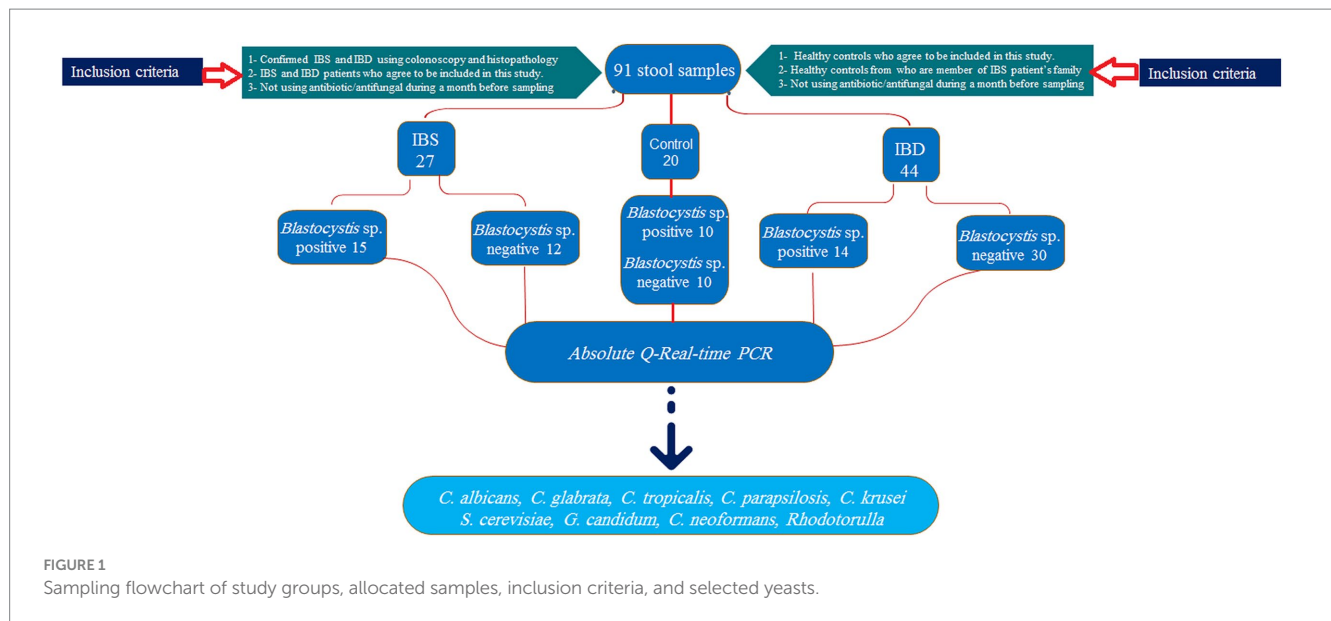 Inclusion criteria
1- Confirmed IBS and IBD using colonoscopy and histopathology
2- IBS and IBD patients who agree to be included in this study.
3- Not using antibiotic/antifungal during a month before sampling
91 stool samples
1- Healthy controls who agree to be included in this study.
2- Healthy controls from who are member of IBS patient's family
3- Not using antibiotic/antifungal during a month before sampling
Inclusion criteria
IBS
27
Control
20
IBD
44
Blastocystis sp.
positive 15
Blastocystis sp.
negative 12
Blastocystis sp.
positive 10
Blastocystis sp.
negative 10
Blastocystis sp.
positive 14
Blastocystis sp.
negative 30
Absolute Q-Real-time PCR
C. albicans, C. glabrata, C. tropicalis, C. parapsilosis, C. krusei
S. cerevisiae, G. candidum, C. neoformans, Rhodotorulla
FIGURE 1
Sampling flowchart of study groups, allocated samples, inclusion criteria, and selected yeasts.